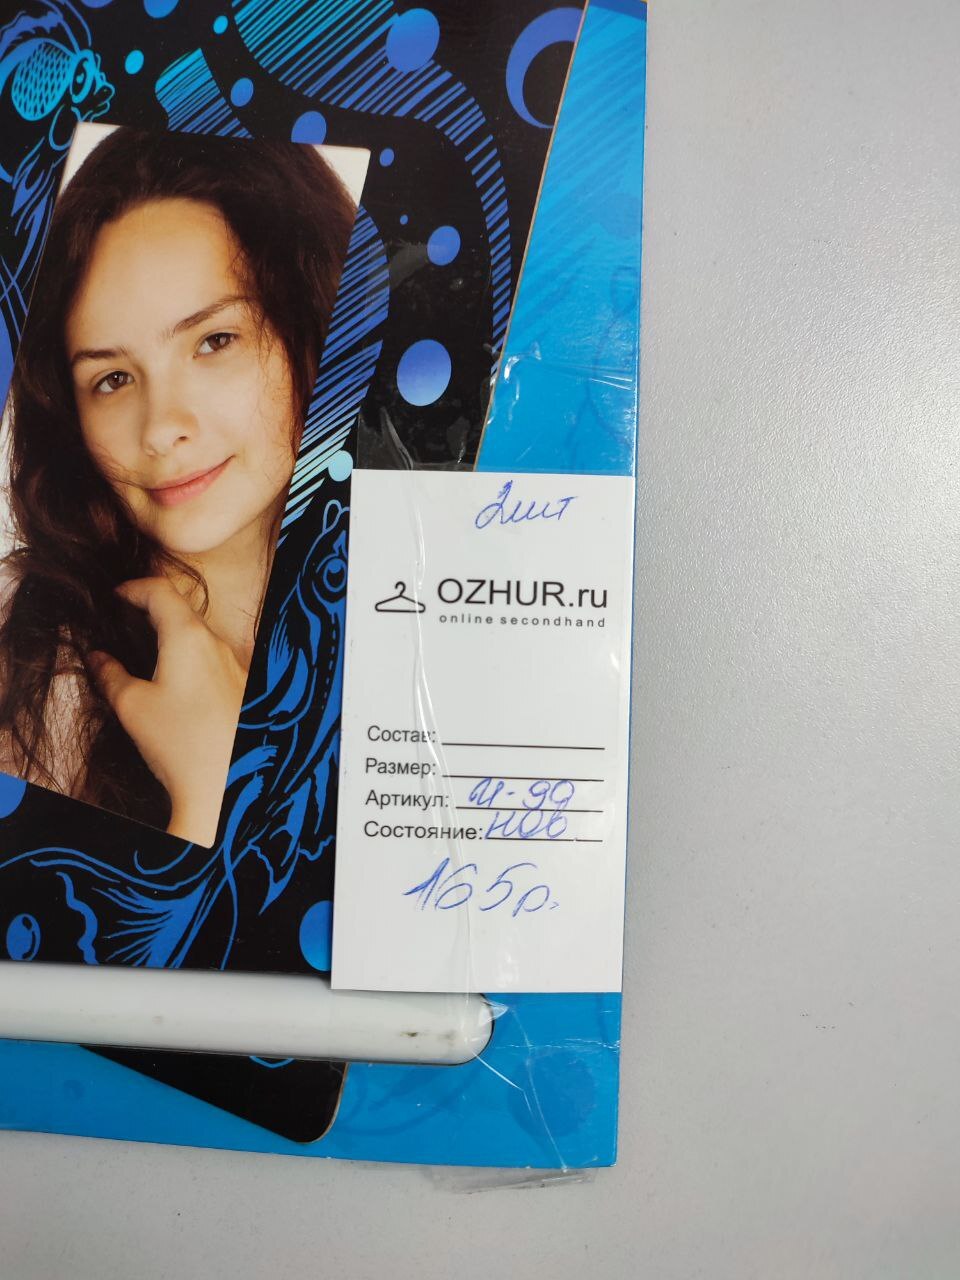 2шт
OZHUR.ru
online secondhand
Состав:
Размер:
Артикул: И-99
Состояние: нов
165р.